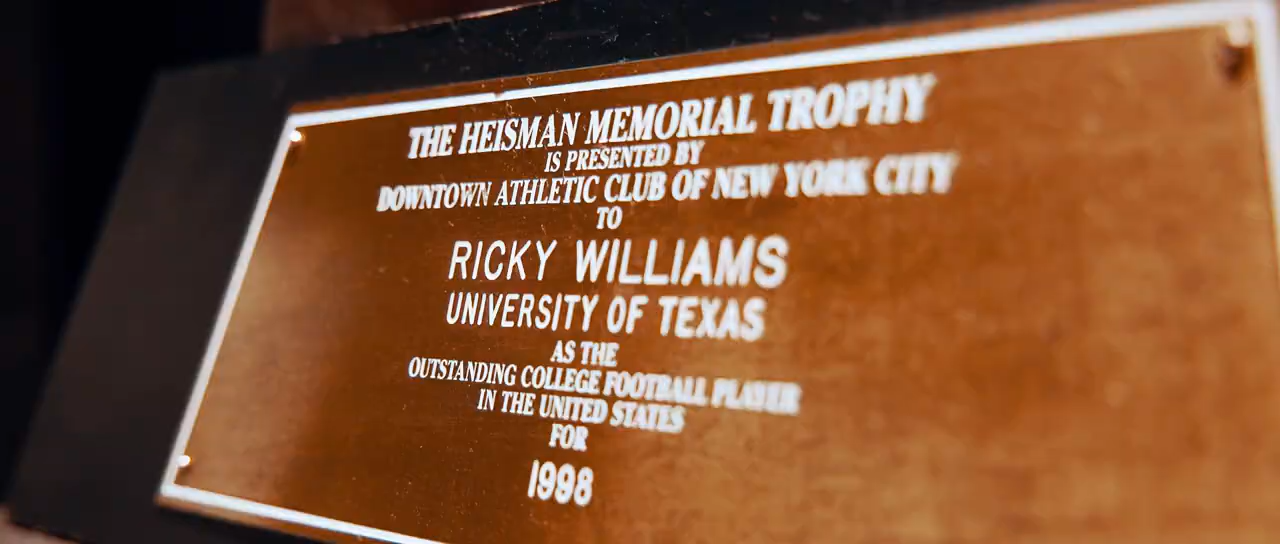 THE HEISMAN MEMORIAL TROPHY
IS PRESENTED BY
DOWNTOWN ATHLETIC CLUB OF NEW YORK CITY
TO
RICKY WILLIAMS
UNIVERSITY OF TEXAS
AS THE
OUTSTANDING COLLEGE FOOTBALL PLAYER
IN THE UNITED STATES
FOR
1998